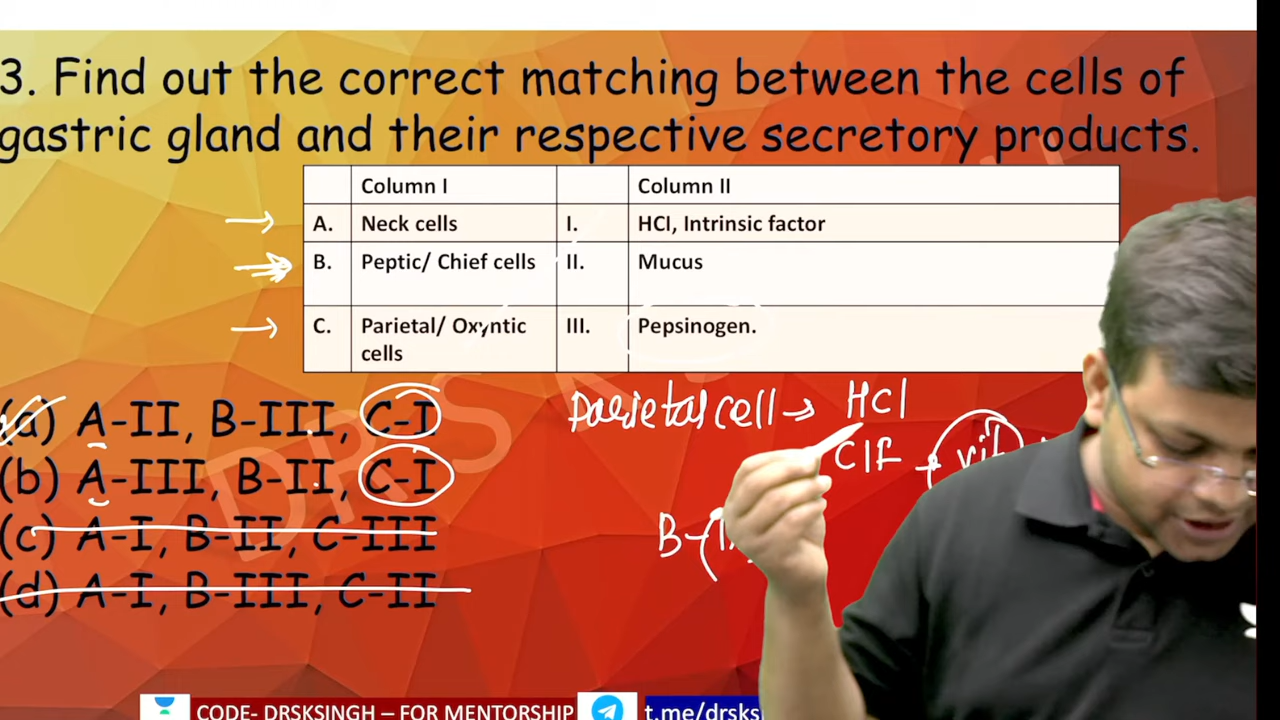 3. Find out the correct matching between the cells of
gastric gland and their respective secretory products.
Column I Column II
A. Neck cells I. HCl, Intrinsic factor
B. Peptic/ Chief cells II. Mucus
C. Parietal/ Oxyntic III. Pepsinogen.
cells
(a) A-II, B-III, C-I
(b) A-III, B-II, C-I
(c) A-I, B-II, C-III
(d) A-I, B-III, C-II
Parietal cell → HCl
CIF → vit
B-
CODE- DRSKSINGH – FOR MENTORSHIP
t.me/drsks